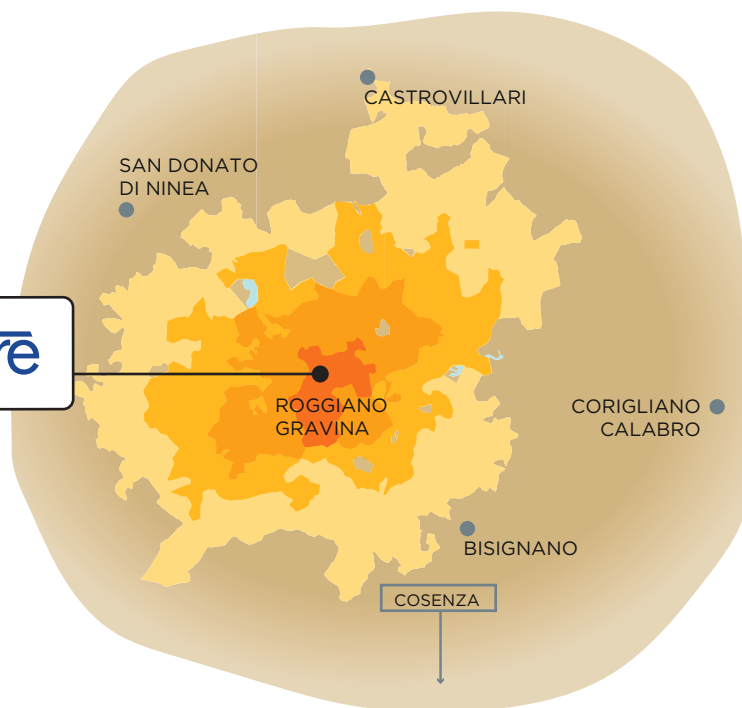 CASTROVILLARI
SAN DONATO
DI NINEA
ROGGIANO
GRAVINA
CORIGLIANO
CALABRO
BISIGNANO
COSENZA